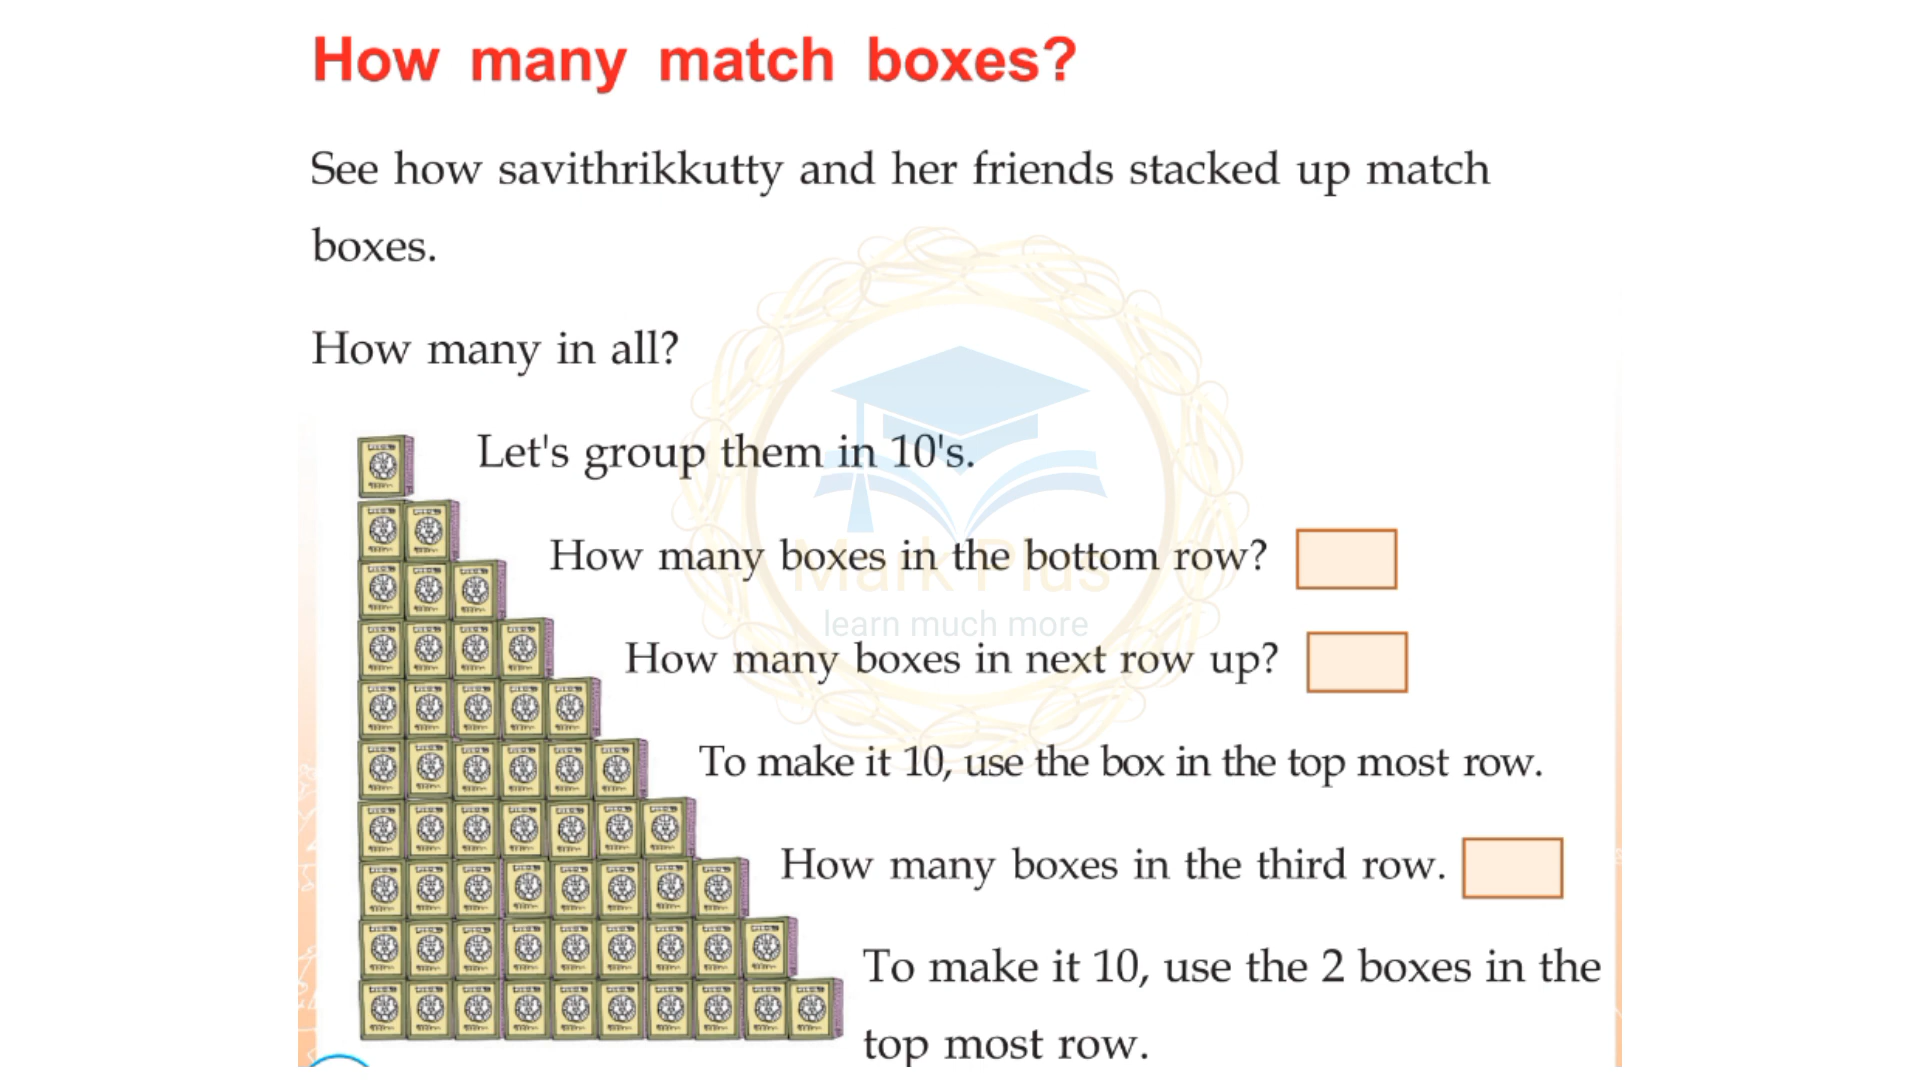 How many match boxes?
See how savithrikkutty and her friends stacked up match
boxes.
How many in all?
Let's group them in 10's.
How many boxes in the bottom row?
Mark Plus
learn much more
How many boxes in next row up?
To make it 10, use the box in the top most row.
How many boxes in the third row.
To make it 10, use the 2 boxes in the
top most row.